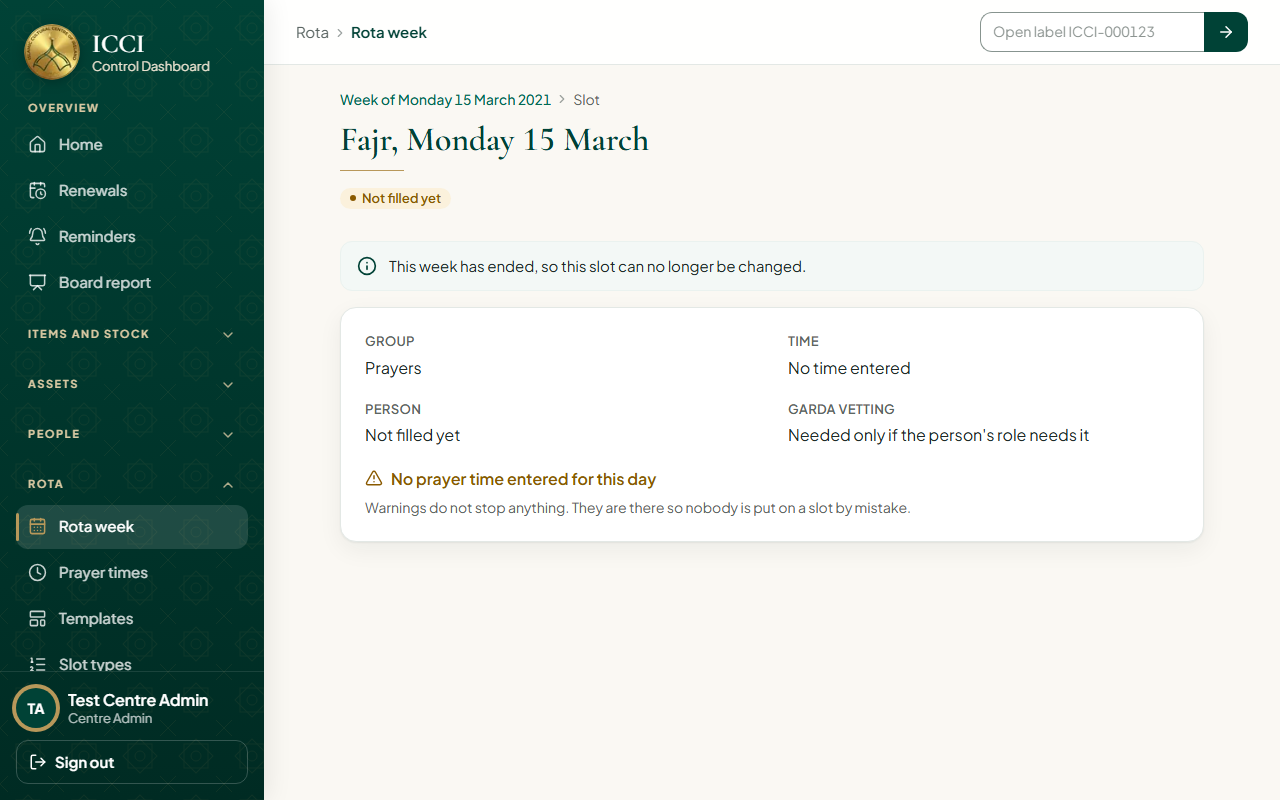 ICCI
Control Dashboard
OVERVIEW
Home
Renewals
Reminders
Board report
ITEMS AND STOCK
ASSETS
PEOPLE
ROTA
Rota week
Prayer times
Templates
Slot types
TA
Test Centre Admin
Centre Admin
Sign out
Rota > Rota week
Open label ICCI-000123
Week of Monday 15 March 2021 > Slot
Fajr, Monday 15 March
Not filled yet
This week has ended, so this slot can no longer be changed.
GROUP
Prayers
TIME
No time entered
PERSON
Not filled yet
GARDA VETTING
Needed only if the person's role needs it
No prayer time entered for this day
Warnings do not stop anything. They are there so nobody is put on a slot by mistake.